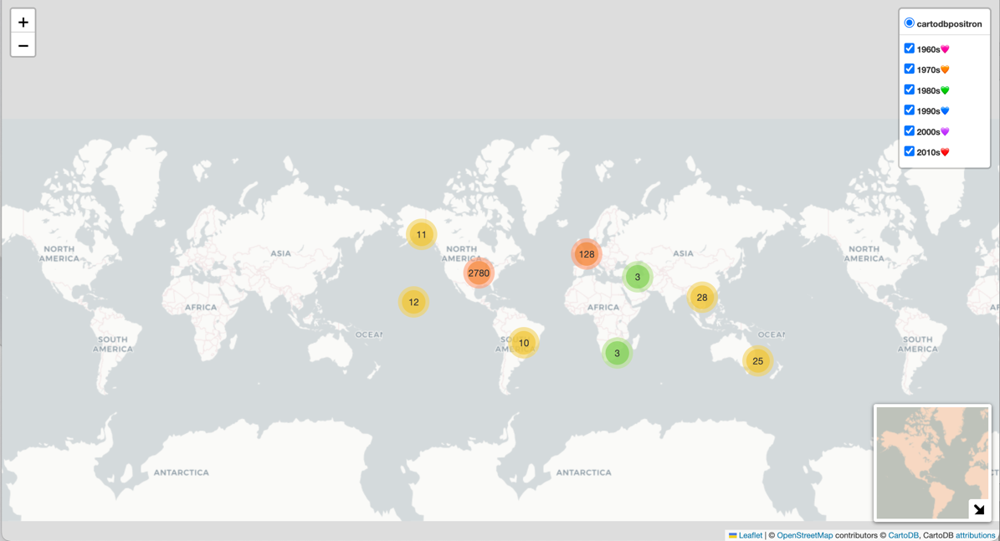 +
−
cartodbpositron
1960s
1970s
1980s
1990s
2000s
2010s
NORTH AMERICA
ASIA
AFRICA
SOUTH AMERICA
OCEAN
ANTARCTICA
11
NORTH AMERICA
2780
12
10
128
3
ASIA
28
AFRICA
3
25
OCEAN
ANTARCTICA
NORTH AMERICA
SOUTH AMERICA
Leaflet | © OpenStreetMap contributors © CartoDB, CartoDB attributions